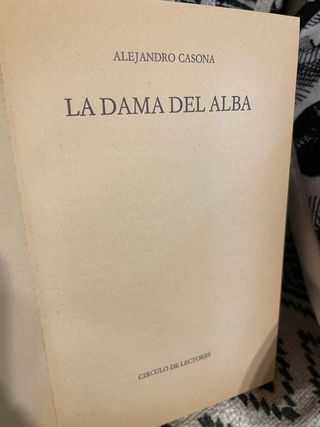 ALEJANDRO CASONA
LA DAMA DEL ALBA
CIRCULO DE LECTORES